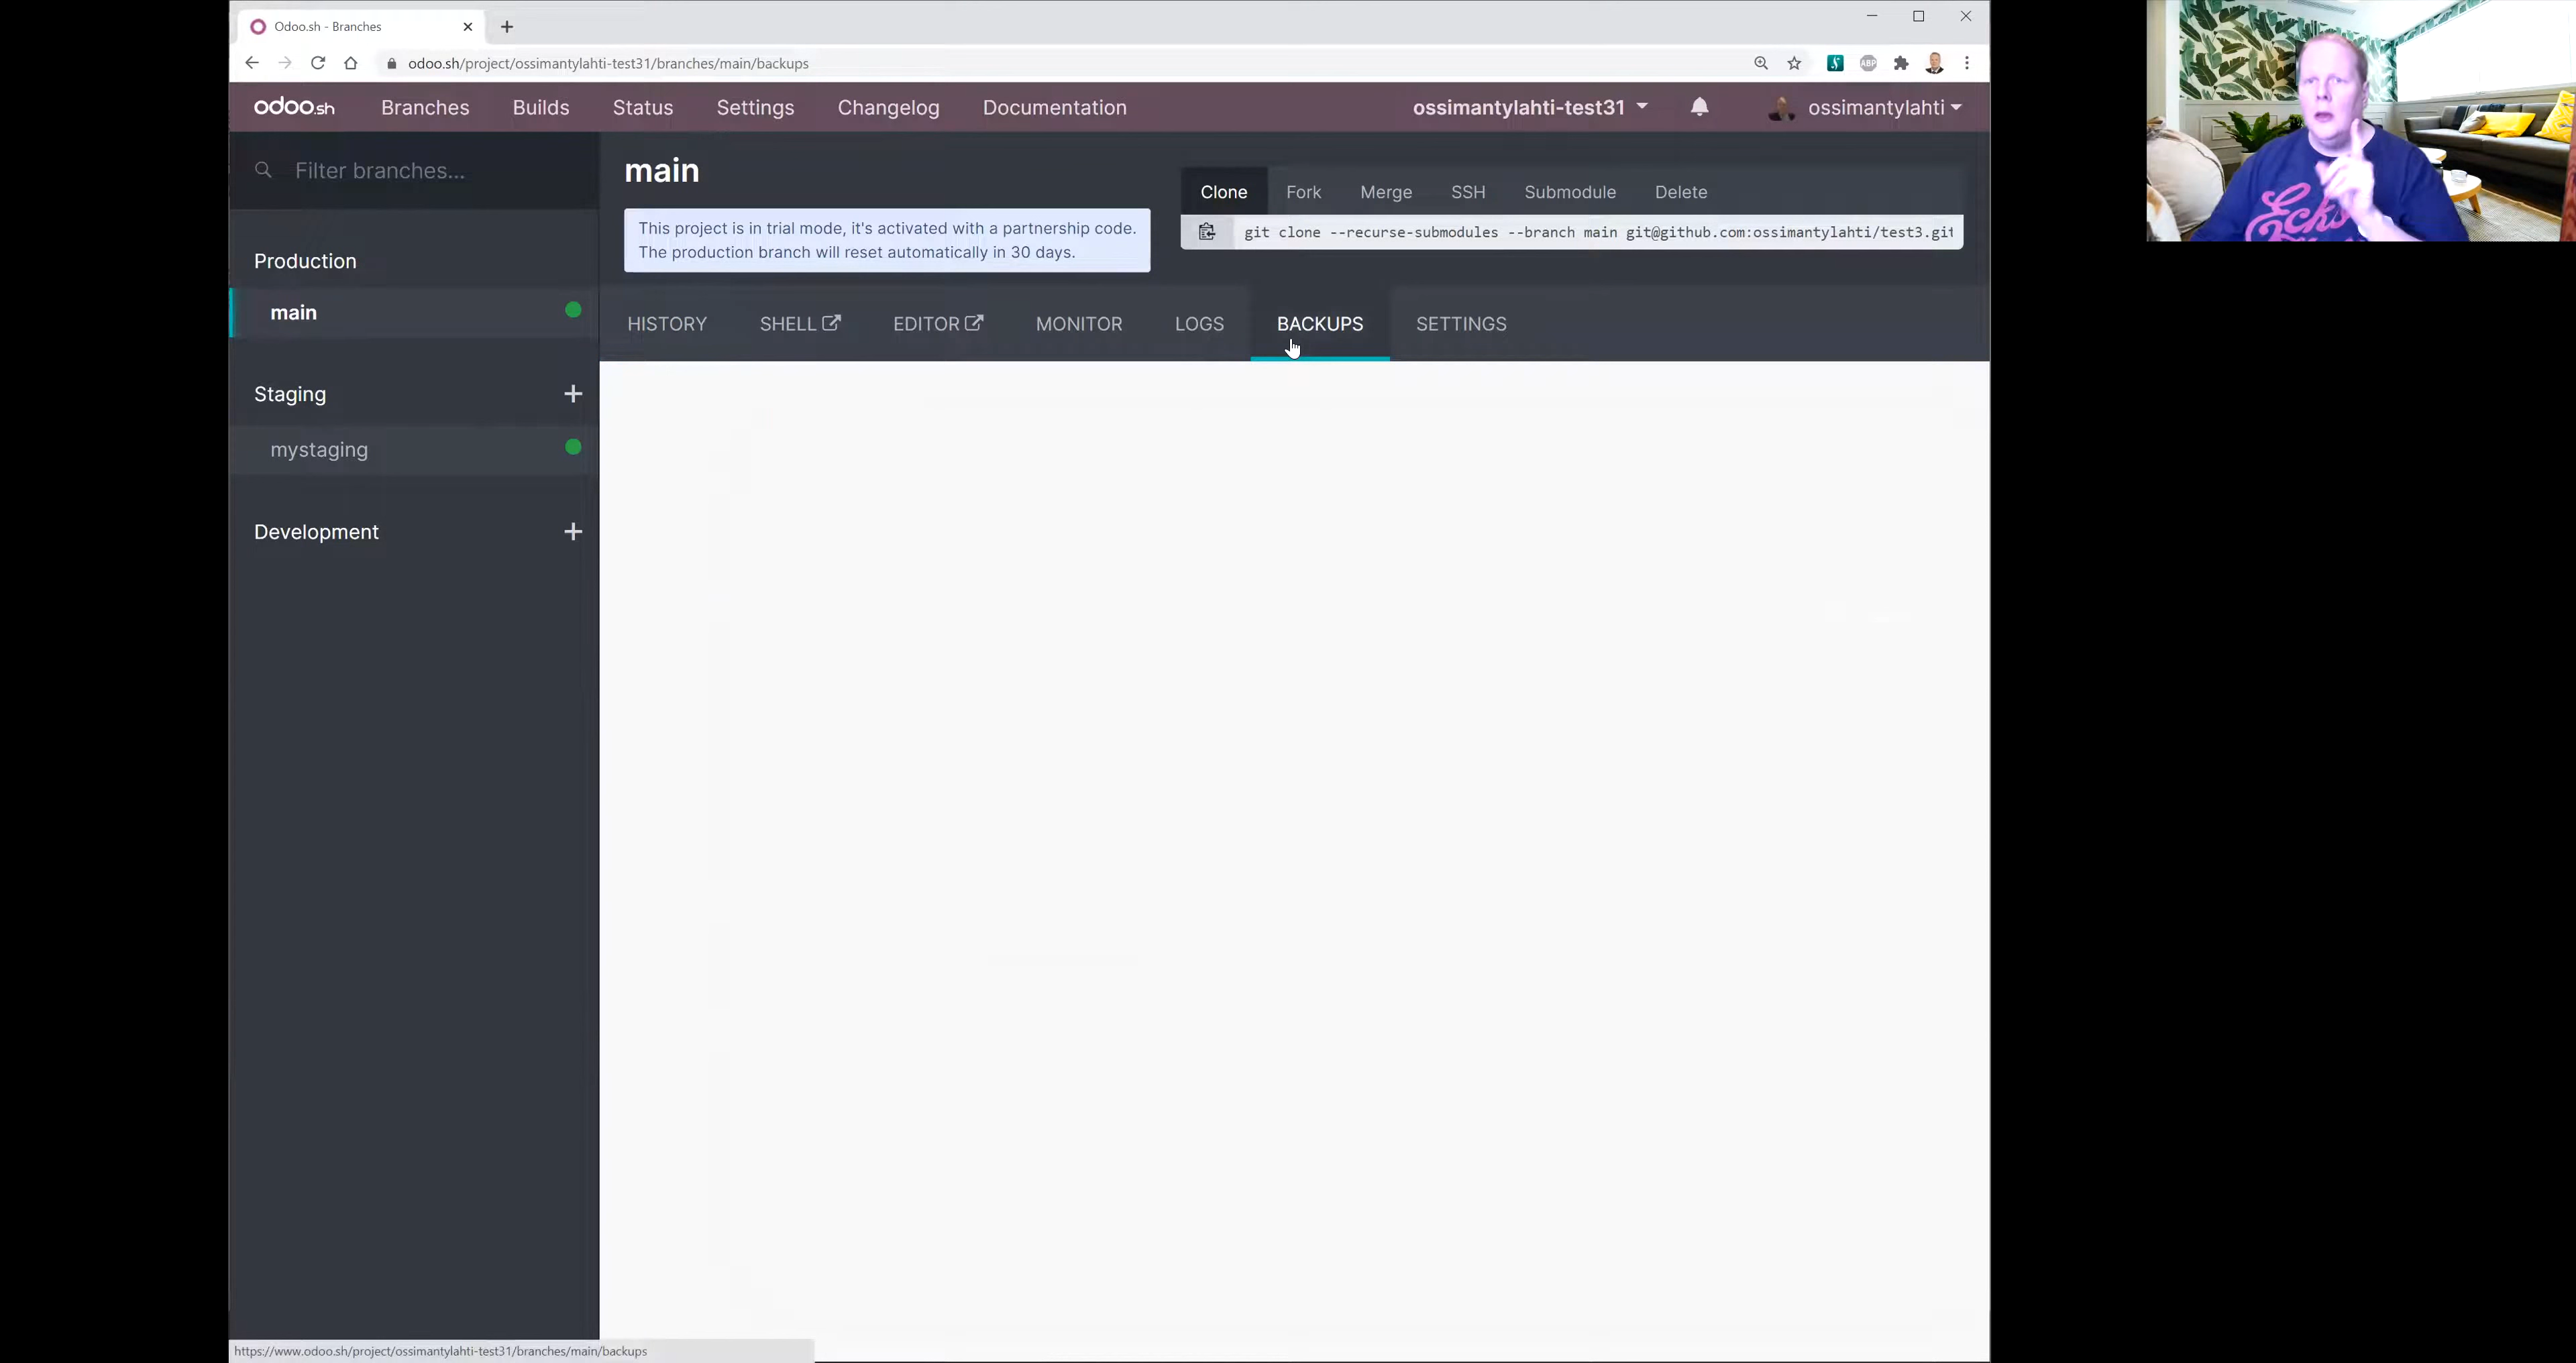 Odoo.sh - Branches
odoo.sh/project/ossimantylahti-test31/branches/main/backups
ABP
odoo.sh Branches Builds Status Settings Changelog Documentation ossimantylahti-test31 ossimantylahti
Filter branches...
Production
main
Staging
mystaging
Development
main
This project is in trial mode, it's activated with a partnership code.
The production branch will reset automatically in 30 days.
Clone Fork Merge SSH Submodule Delete
git clone --recurse-submodules --branch main git@github.com:ossimantylahti/test3.git
HISTORY SHELL EDITOR MONITOR LOGS BACKUPS SETTINGS
https://www.odoo.sh/project/ossimantylahti-test31/branches/main/backups